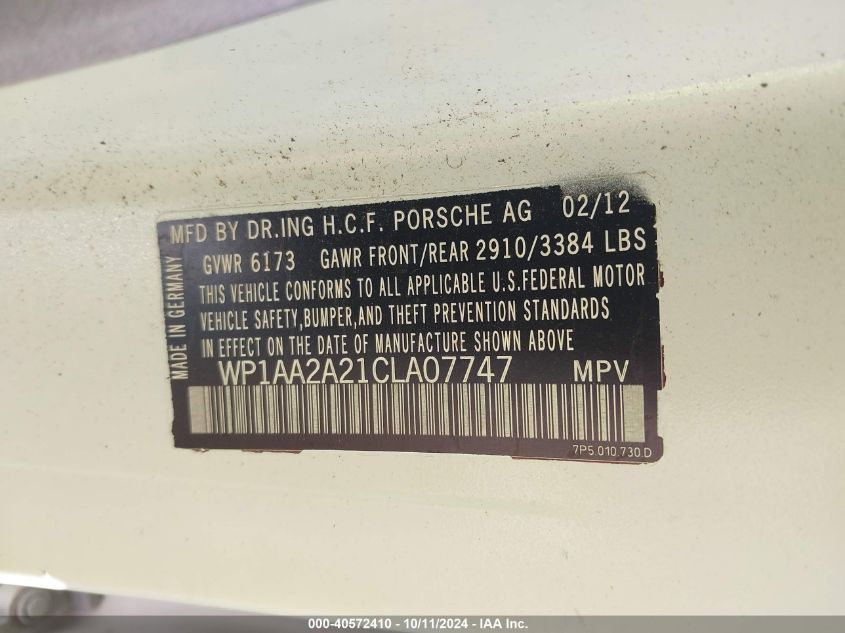 MFD BY DR.ING H.C.F. PORSCHE AG 02/12
GVWR 6173 GAWR FRONT/REAR 2910/3384 LBS
THIS VEHICLE CONFORMS TO ALL APPLICABLE U.S.FEDERAL MOTOR
VEHICLE SAFETY,BUMPER,AND THEFT PREVENTION STANDARDS
IN EFFECT ON THE DATE OF MANUFACTURE SHOWN ABOVE
MADE IN GERMANY
WP1AA2A21CLA07747 MPV
7P5.010.730.D
000-40572410 - 10/11/2024 - IAA Inc.